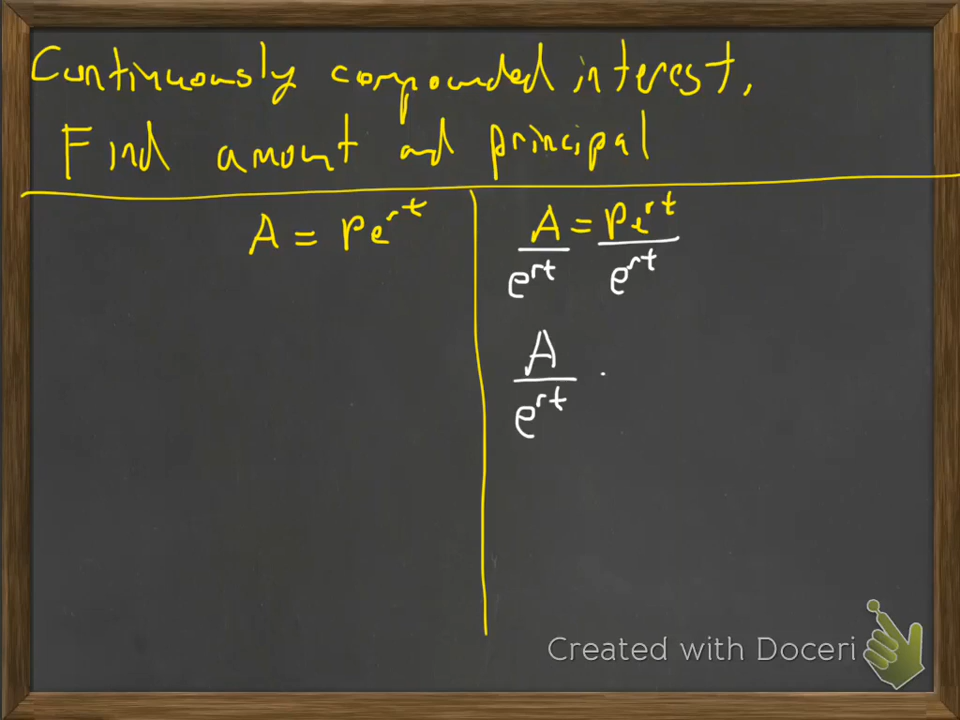 Continuously compounded interest.
Find amount and principal
A = Pe^rt
A = Pe^rt
e^rt e^rt
A
e^rt
Created with Doceri